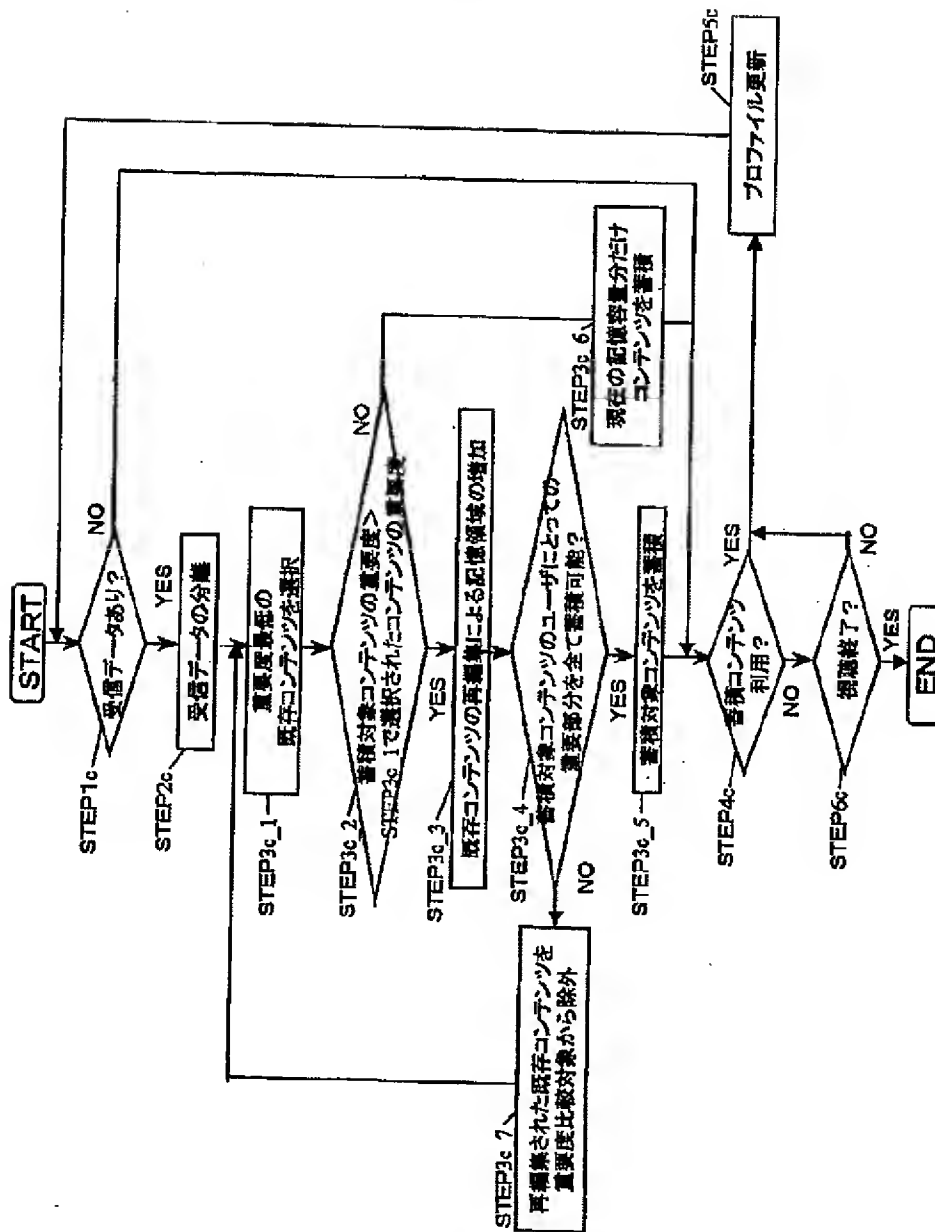 START
STEP1c
受信データあり?
NO
YES
STEP2c
受信データの分離
STEP3c_1
重要度最低の
既存コンテンツを選択
STEP3c_2
蓄積対象コンテンツの重要度>
STEP3c_1で選択されたコンテンツの重要度
NO
YES
STEP3c_3
既存コンテンツの再編集による記憶領域の増加
STEP3c_4
蓄積対象コンテンツのユーザにとっての
重要部分を全て蓄積可能?
NO
YES
STEP3c_7
再編集された既存コンテンツを
重要度比較対象から除外
STEP3c_6
現在の記憶容量分だけ
コンテンツを蓄積
STEP3c_5
蓄積対象コンテンツを蓄積
STEP4c
蓄積コンテンツ
利用?
YES
NO
STEP5c
プロファイル更新
STEP6c
視聴終了?
NO
YES
END